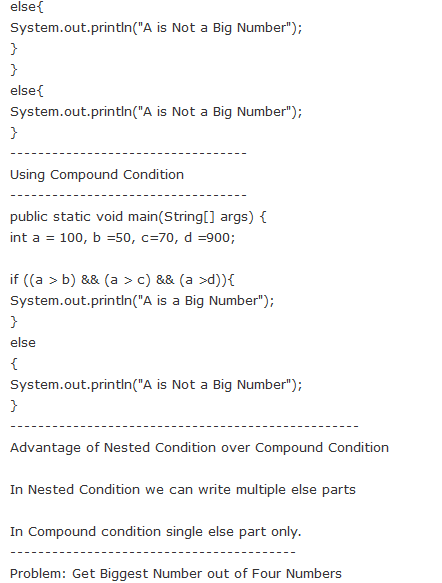 else{
System.out.println("A is Not a Big Number");
}
}
else{
System.out.println("A is Not a Big Number");
}
----------------------------------
Using Compound Condition
----------------------------------
public static void main(String[] args) {
int a = 100, b =50, c=70, d =900;
if ((a > b) && (a > c) && (a >d)){
System.out.println("A is a Big Number");
}
else
{
System.out.println("A is Not a Big Number");
}
--------------------------------------------------
Advantage of Nested Condition over Compound Condition
In Nested Condition we can write multiple else parts
In Compound condition single else part only.
-----------------------------------------
Problem: Get Biggest Number out of Four Numbers